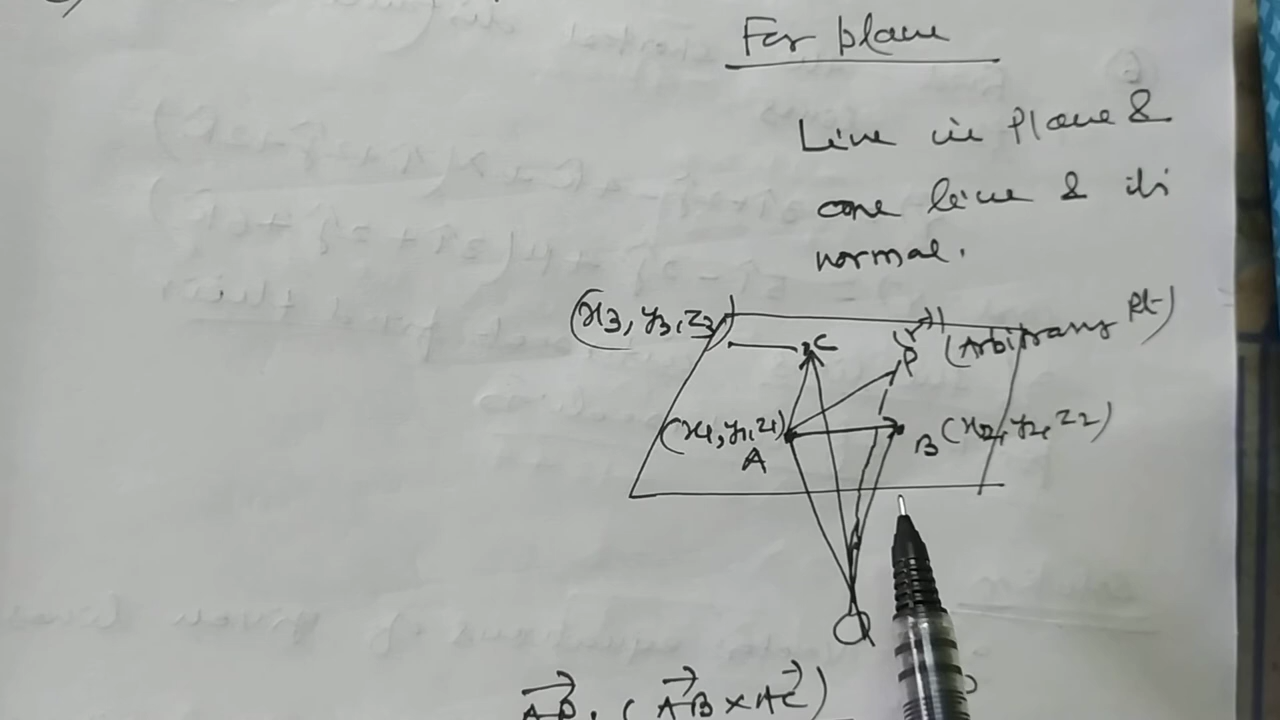 For plane
Line in Plane &
one line & its
normal.
(x3, y3, z3)
C
P (Arbitrary Pt)
(x1, y1, z1)
A
B (x2, y2, z2)
O
AP . (AB × AC)